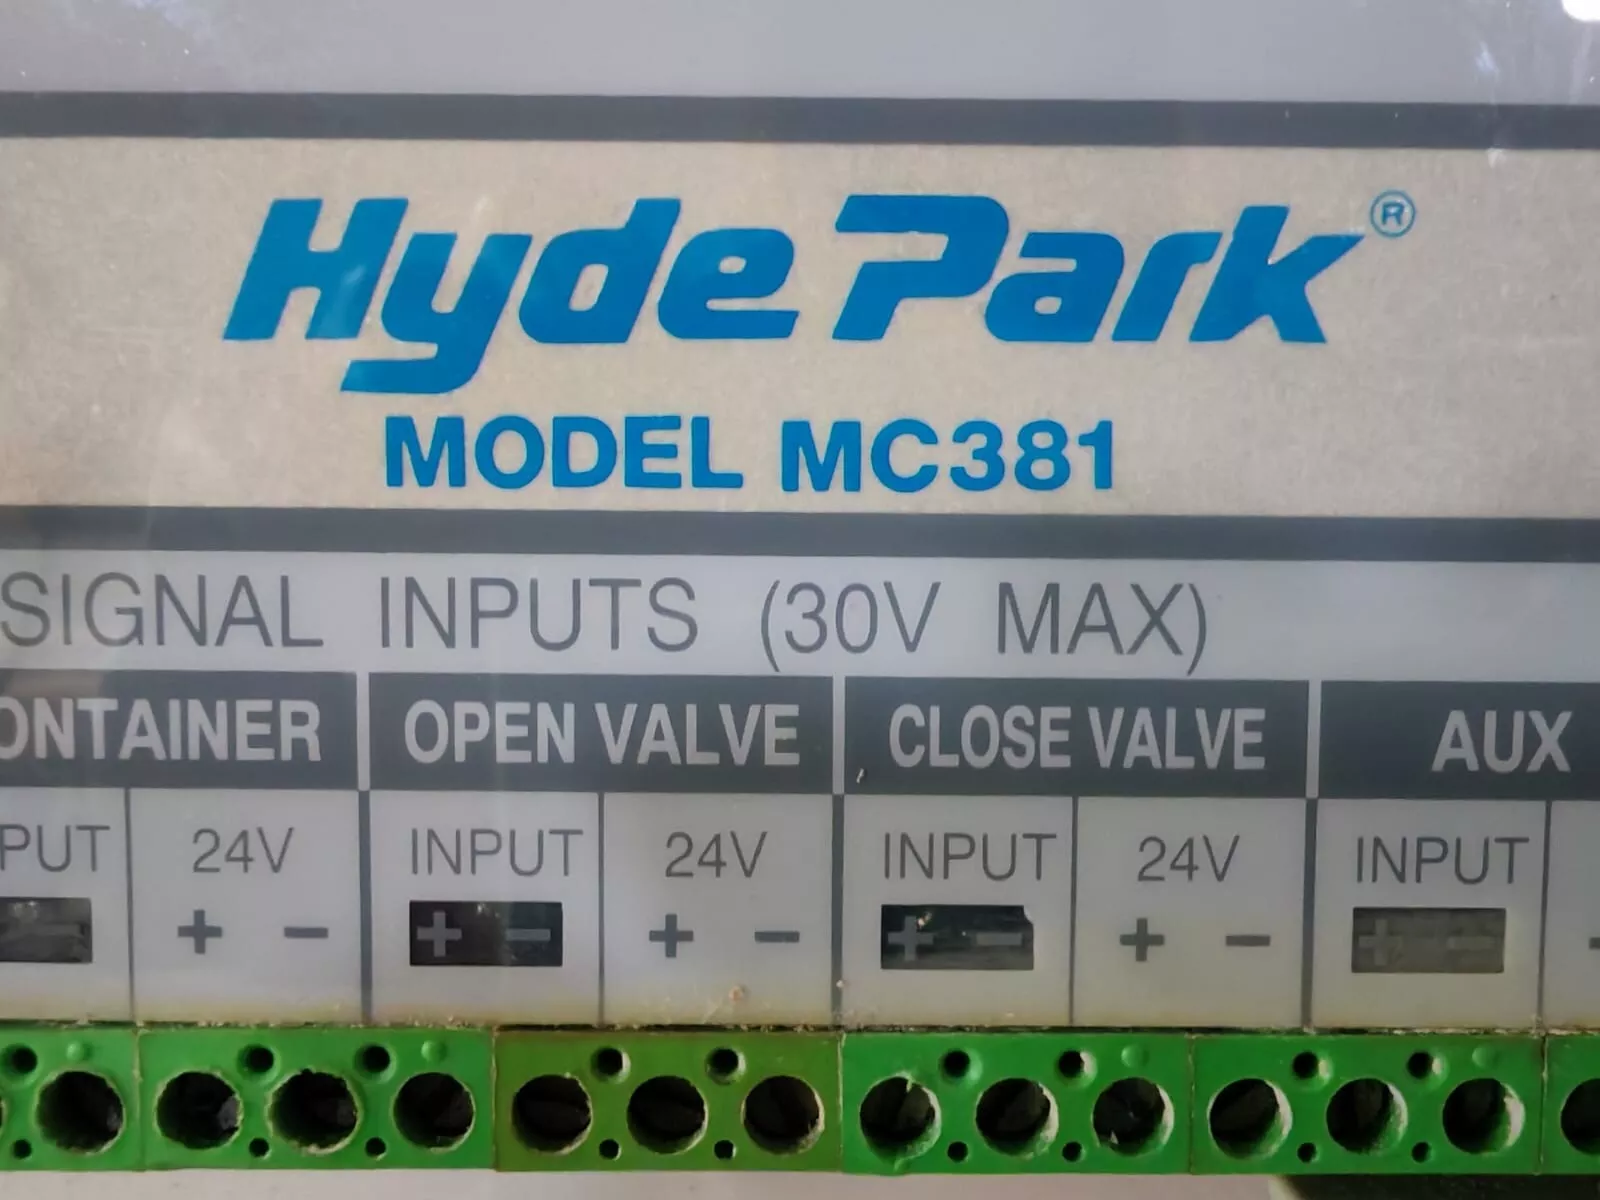 Hyde Park®
MODEL MC381
SIGNAL INPUTS (30V MAX)
ONTAINER OPEN VALVE CLOSE VALVE AUX
PUT 24V INPUT 24V INPUT 24V INPUT
- + - + - + - + - + - + - -